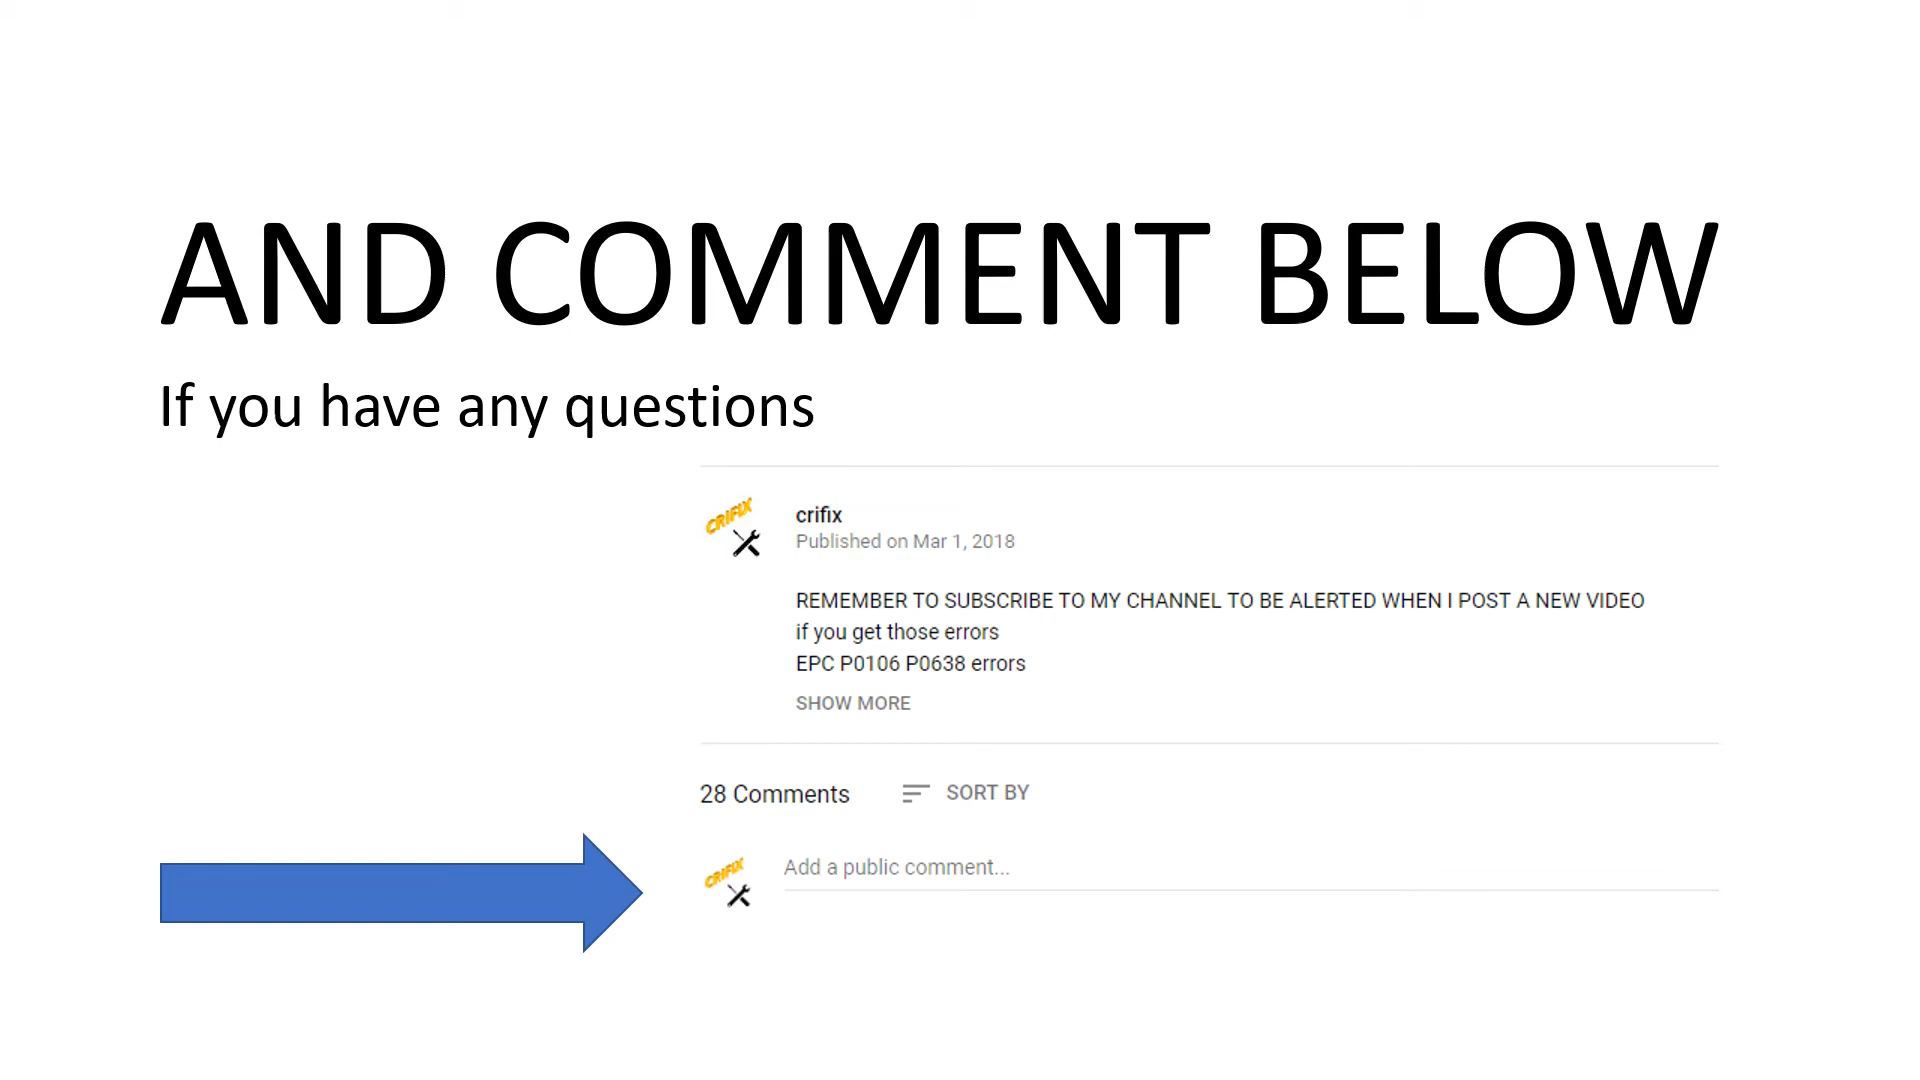 AND COMMENT BELOW
If you have any questions
CRIFIX
crifix
Published on Mar 1, 2018
REMEMBER TO SUBSCRIBE TO MY CHANNEL TO BE ALERTED WHEN I POST A NEW VIDEO
if you get those errors
EPC P0106 P0638 errors
SHOW MORE
28 Comments SORT BY
CRIFIX
Add a public comment...